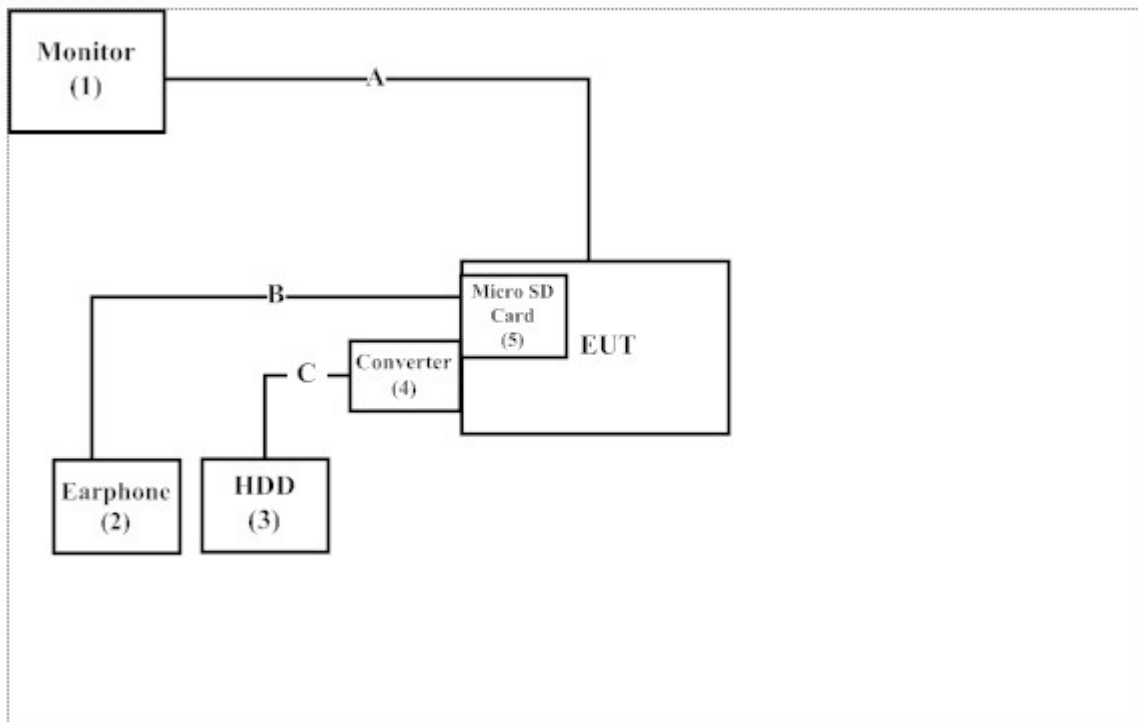 Monitor
(1)
A
B
Micro SD
Card
(5)
EUT
Converter
(4)
C
Earphone
(2)
HDD
(3)